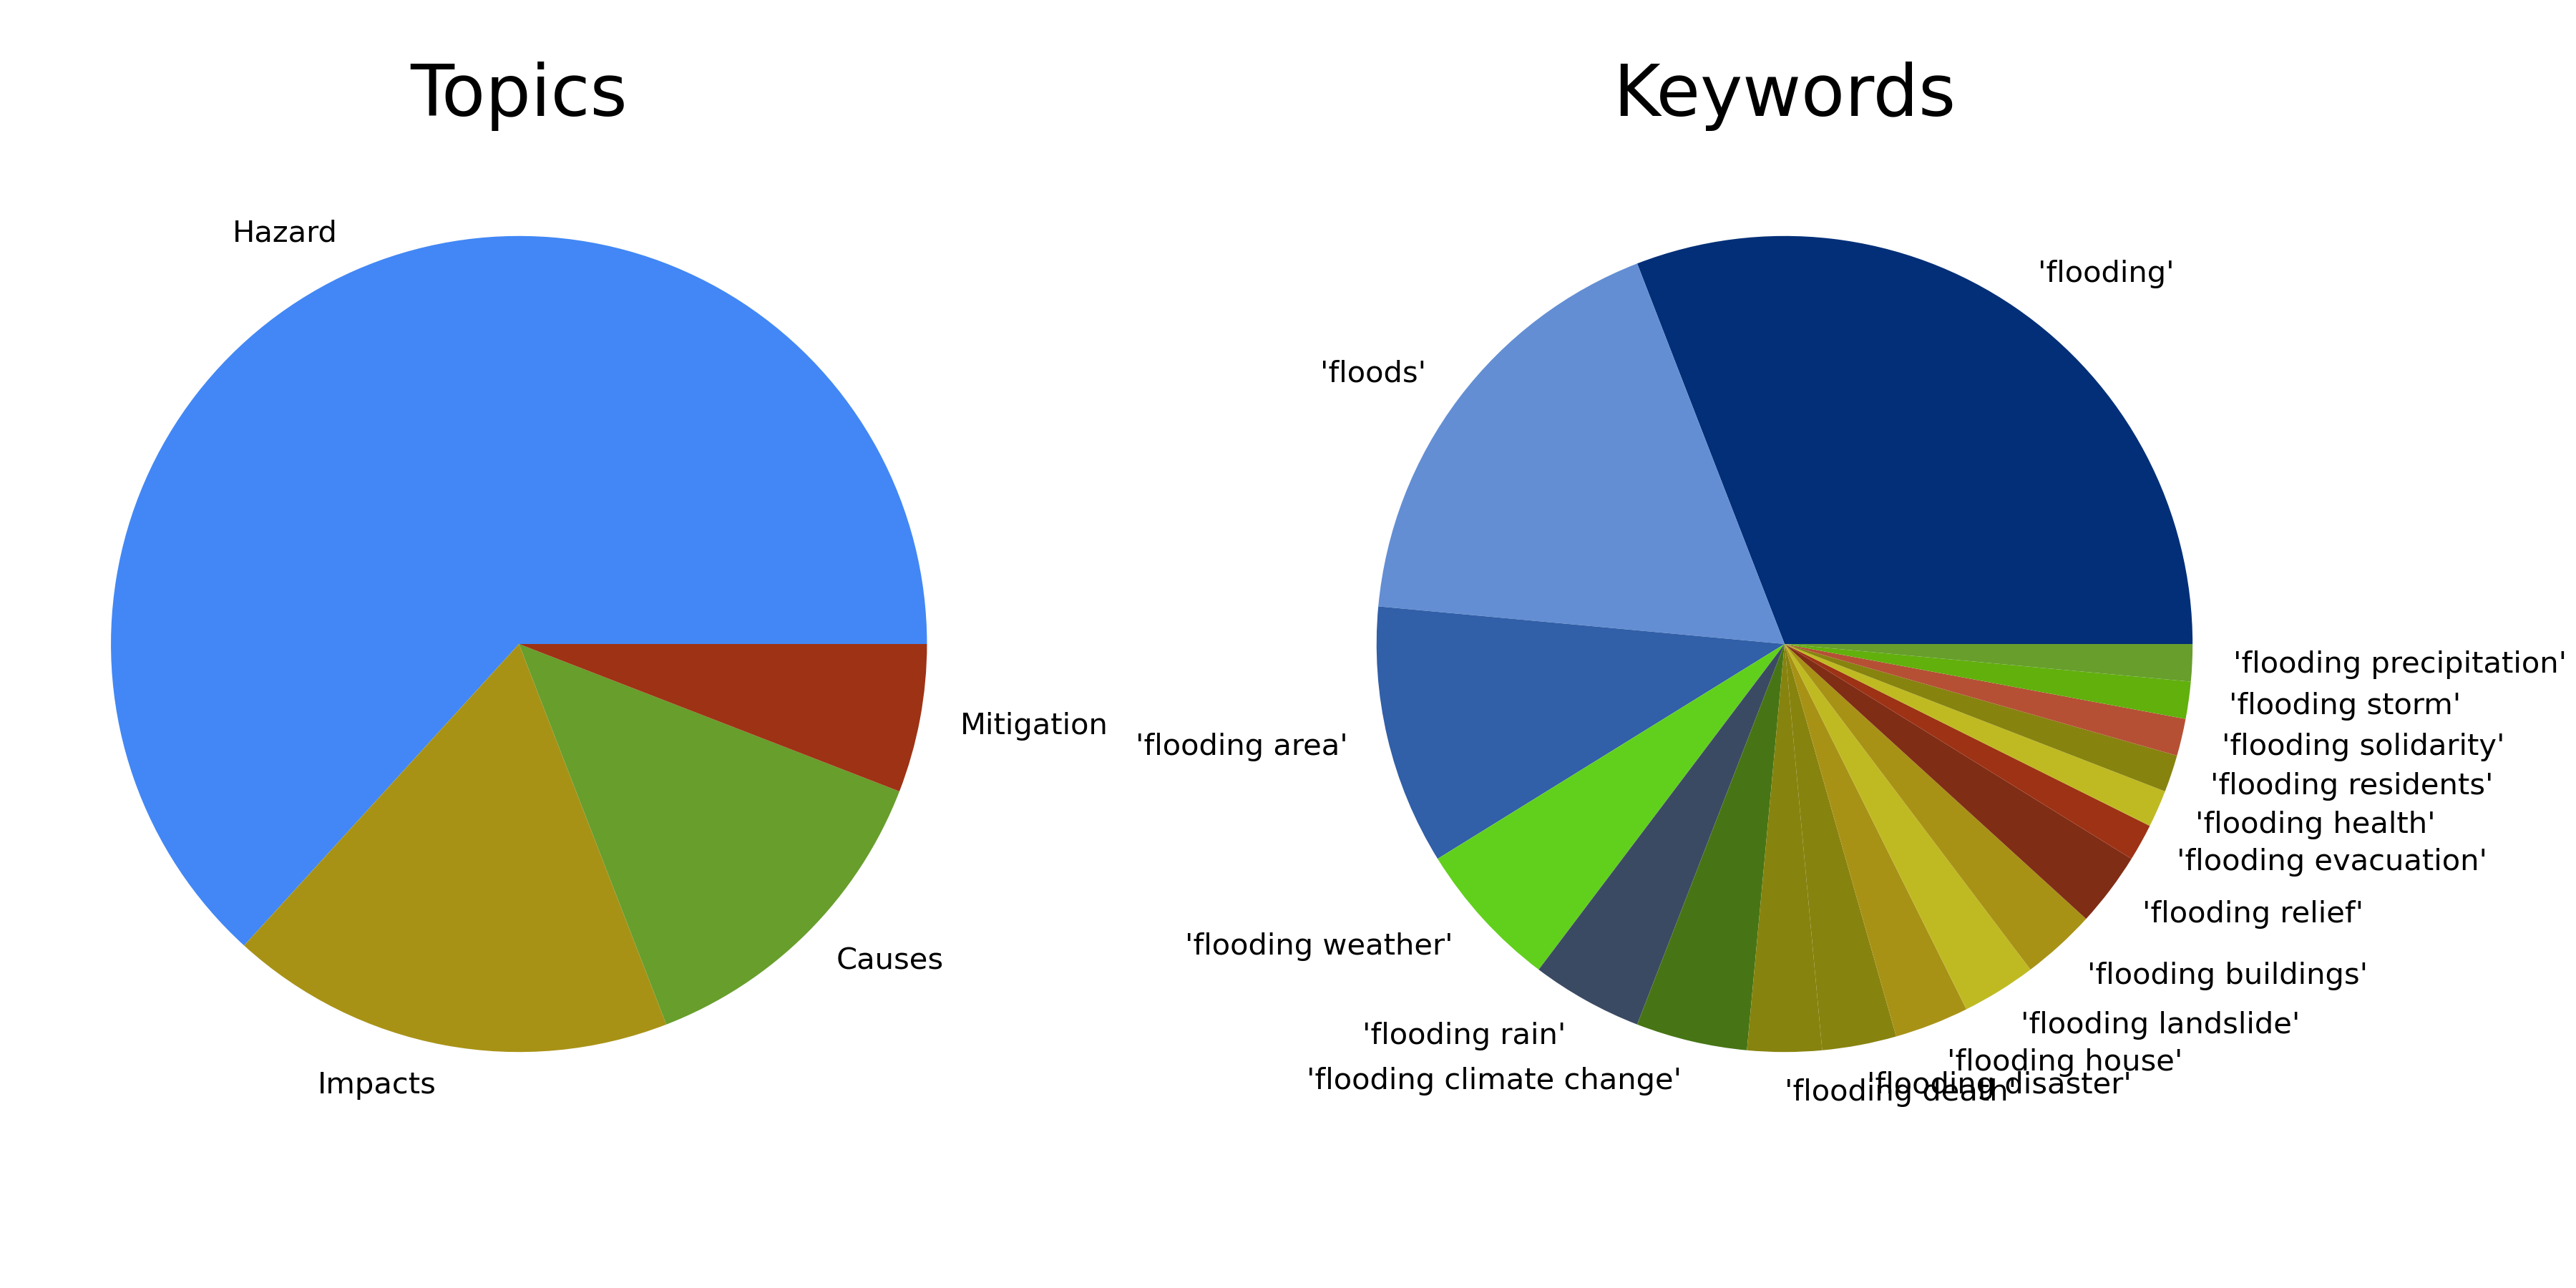 Topics
Hazard
Mitigation
Causes
Impacts
Keywords
'flooding'
'floods'
'flooding area'
'flooding weather'
'flooding rain'
'flooding climate change'
'flooding death'
'flooding disaster'
'flooding house'
'flooding landslide'
'flooding buildings'
'flooding relief'
'flooding evacuation'
'flooding health'
'flooding residents'
'flooding solidarity'
'flooding storm'
'flooding precipitation'